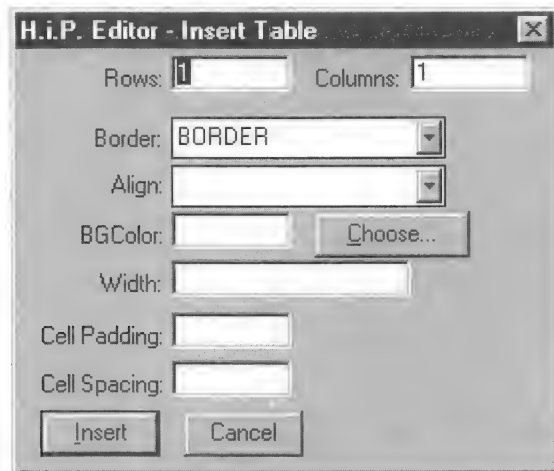 H.i.P. Editor - Insert Table
Rows: 1 Columns: 1
Border: BORDER
Align:
BGColor: Choose...
Width:
Cell Padding:
Cell Spacing:
Insert Cancel